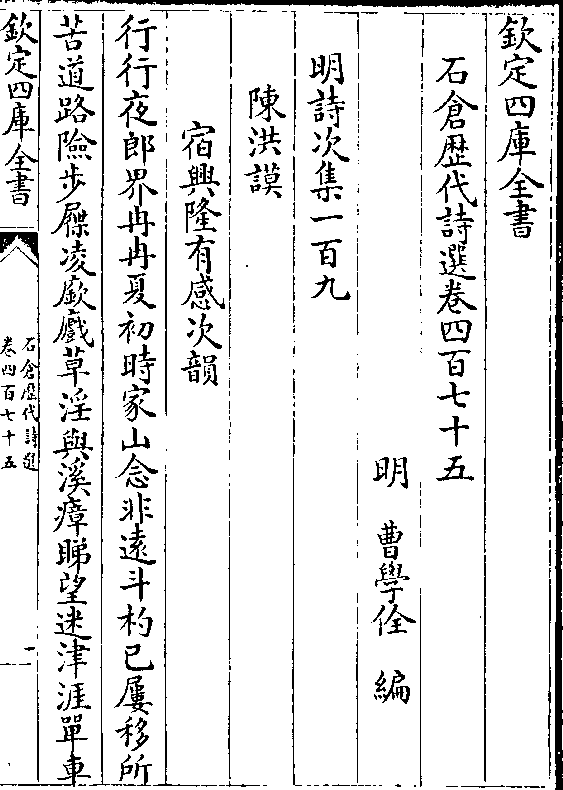 欽定四庫全書
石倉歴代詩選卷四百七十五
明 曹學佺 編
明詩次集一百九
陳洪謨
宿興隆有感次韻
行行夜郎界冉冉夏初時家山念非遠斗杓已屢移所
苦道路險步屧凌嶔巇草淫與溪瘴睇望迷津涯單車
欽定四庫全書
石倉歴代詩選
卷四百七十五
一